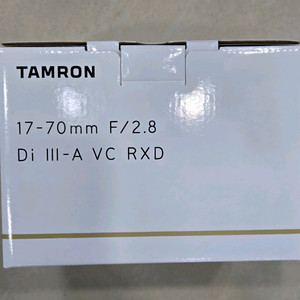 TAMRON
17-70mm F/2.8
Di III-A VC RXD